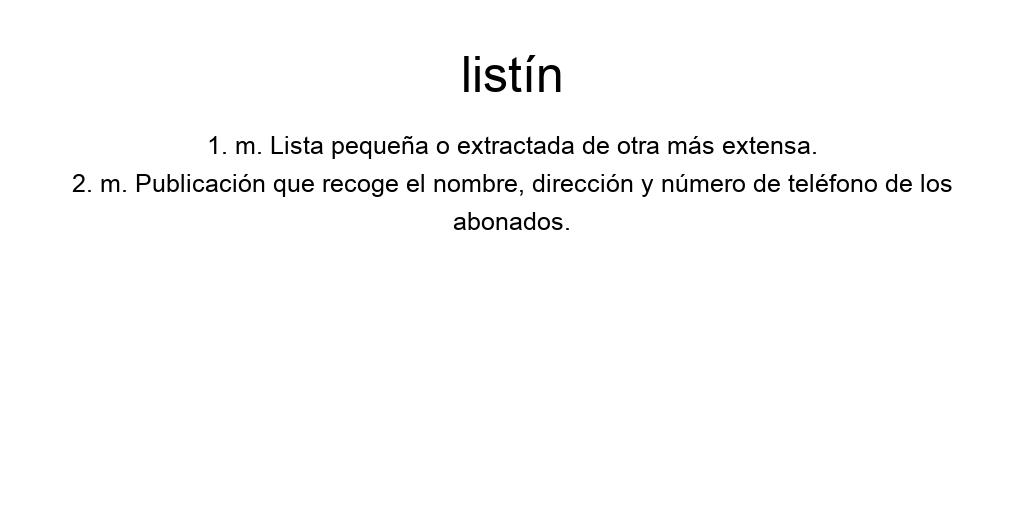 listín
1. m. Lista pequeña o extractada de otra más extensa.
2. m. Publicación que recoge el nombre, dirección y número de teléfono de los
abonados.